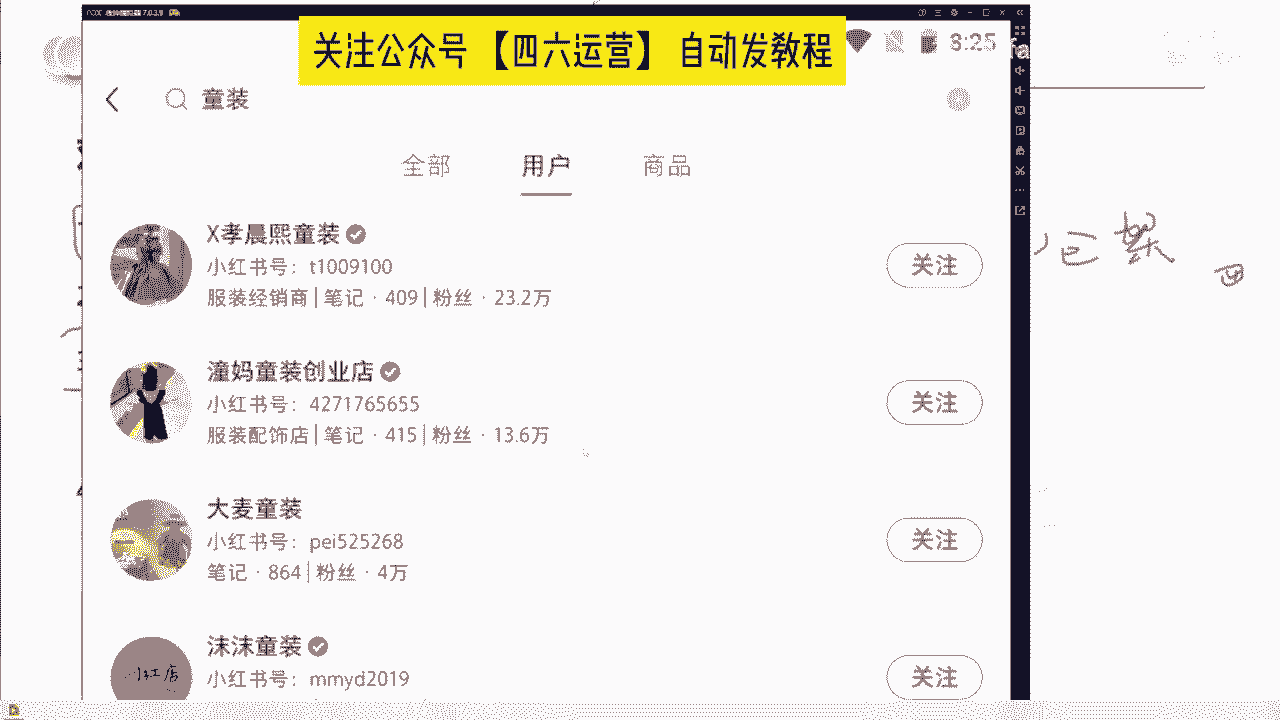 关注公众号 【四六运营】 自动发教程
8:25
童装
全部 用户 商品
X孝晨熙童装
小红书号：t1009100
服装经销商|笔记 · 409|粉丝 · 23.2万
关注
潼妈童装创业店
小红书号：4271765655
服装配饰店|笔记 · 415|粉丝 · 13.6万
关注
大麦童装
小红书号：pei525268
笔记 · 864|粉丝 · 4万
关注
沫沫童装
小红书号：mmyd2019
关注